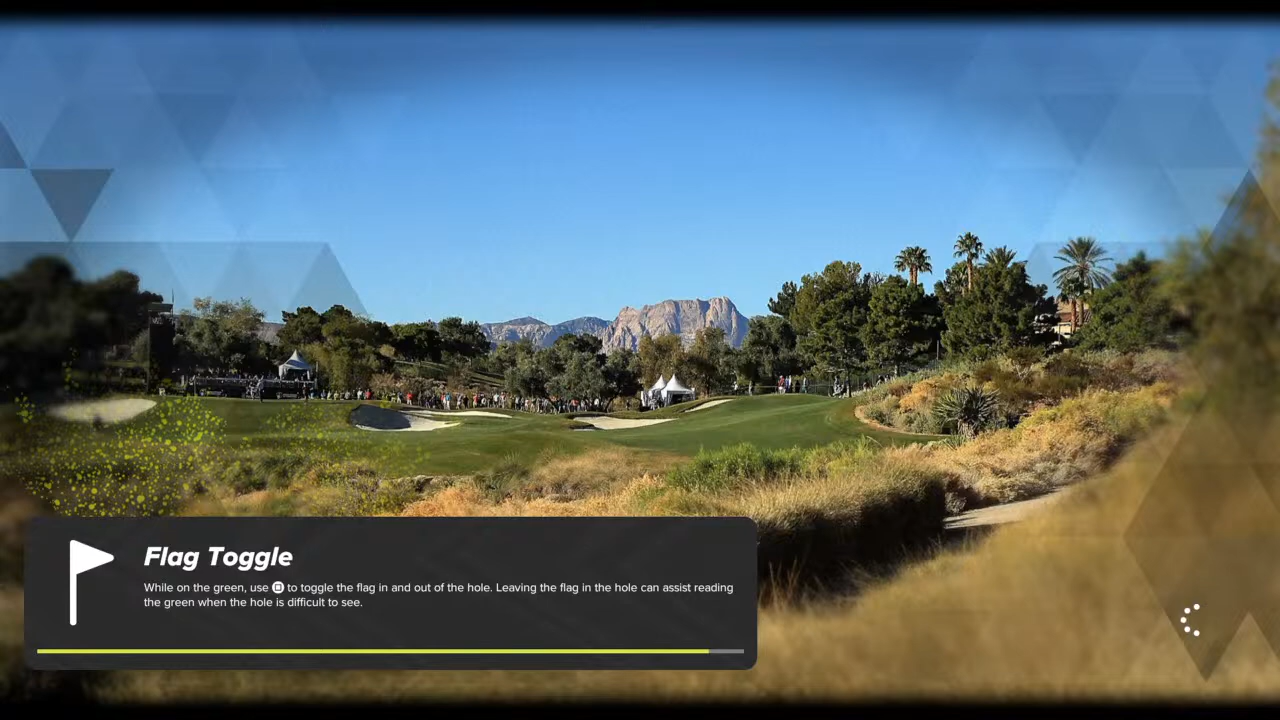 Flag Toggle
While on the green, use to toggle the flag in and out of the hole. Leaving the flag in the hole can assist reading
the green when the hole is difficult to see.